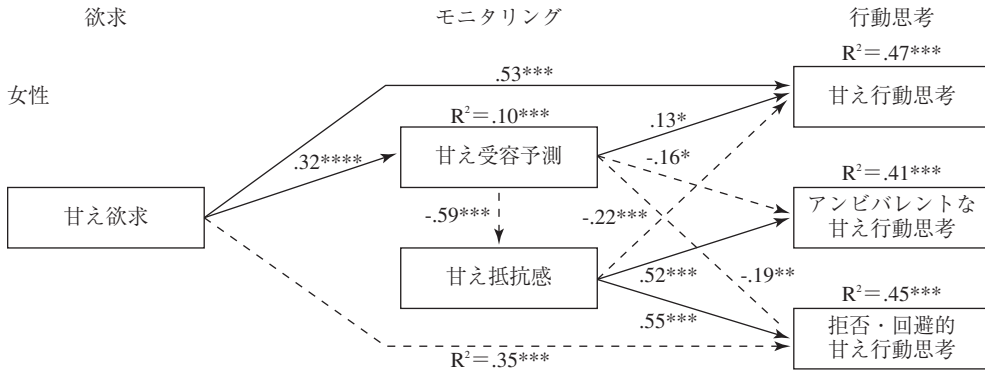 欲求
モニタリング
行動思考
女性
R²＝.47***
甘え行動思考
.53***
R²＝.10***
甘え受容予測
.13*
.32****
-.16*
R²＝.41***
アンビバレントな
甘え行動思考
甘え欲求
-.59***
-.22***
甘え抵抗感
.52***
-.19**
R²＝.45***
拒否・回避的
甘え行動思考
.55***
R²＝.35***